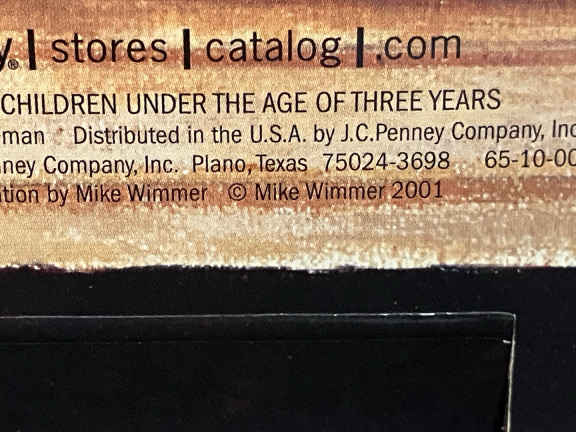 y® | stores | catalog | .com
CHILDREN UNDER THE AGE OF THREE YEARS
man Distributed in the U.S.A. by J.C.Penney Company, Inc
nney Company, Inc. Plano, Texas 75024-3698 65-10-00
tion by Mike Wimmer © Mike Wimmer 2001